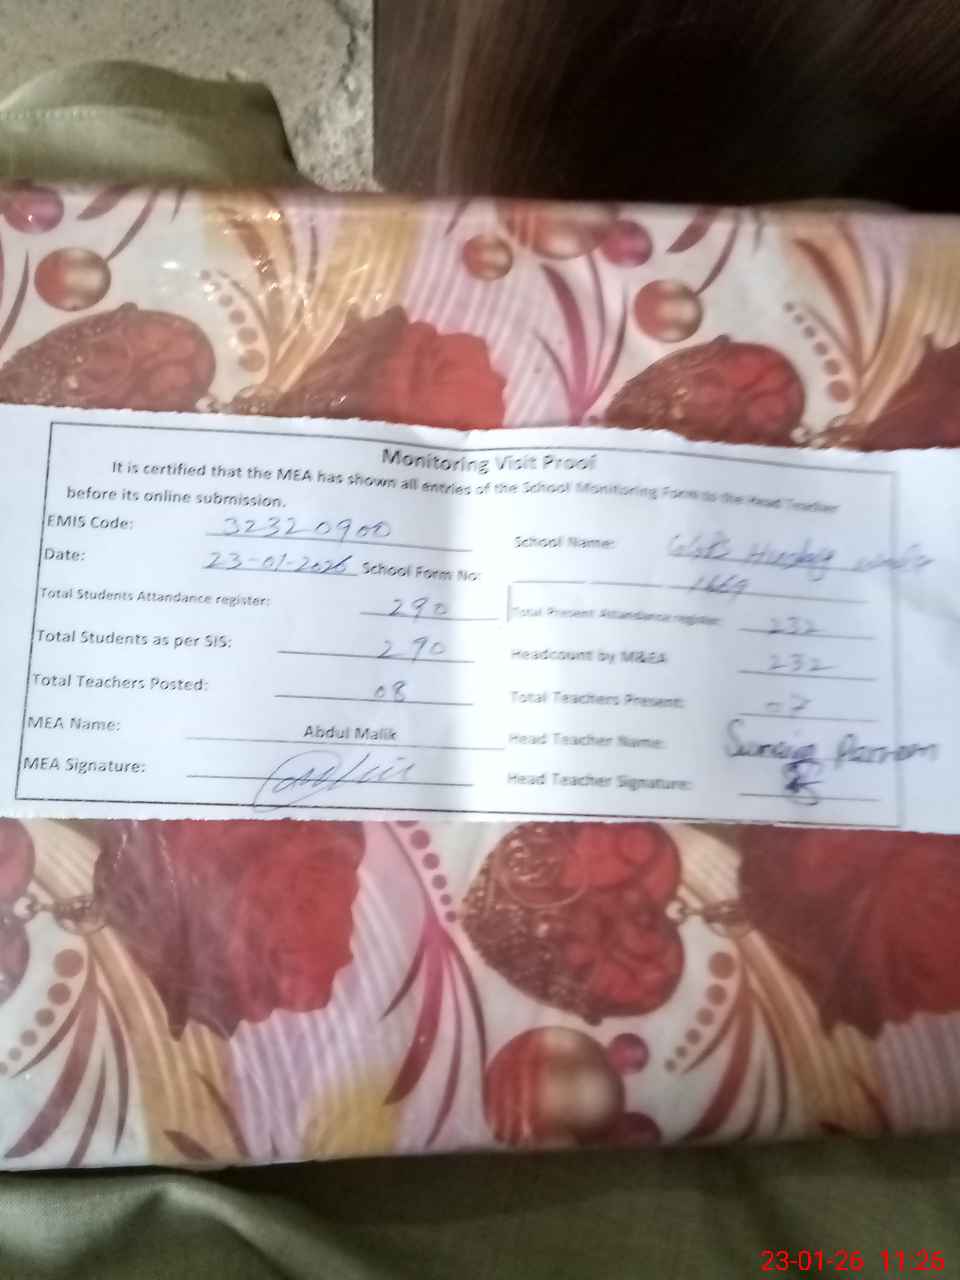 Monitoring Visit Proof
It is certified that the MEA has shown all entries of the School Monitoring Form to the Head Teacher
before its online submission.
EMIS Code: 32320900 School Name:
Date: 23-01-2026 School Form No: 1669
Total Students Attandance register: 290 Total Present Attandance register: 232
Total Students as per SIS: 290 Headcount by M&EA 232
Total Teachers Posted: 08 Total Teachers Present: 07
MEA Name: Abdul Malik Head Teacher Name:
MEA Signature: Head Teacher Signature:
23-01-26 11:26